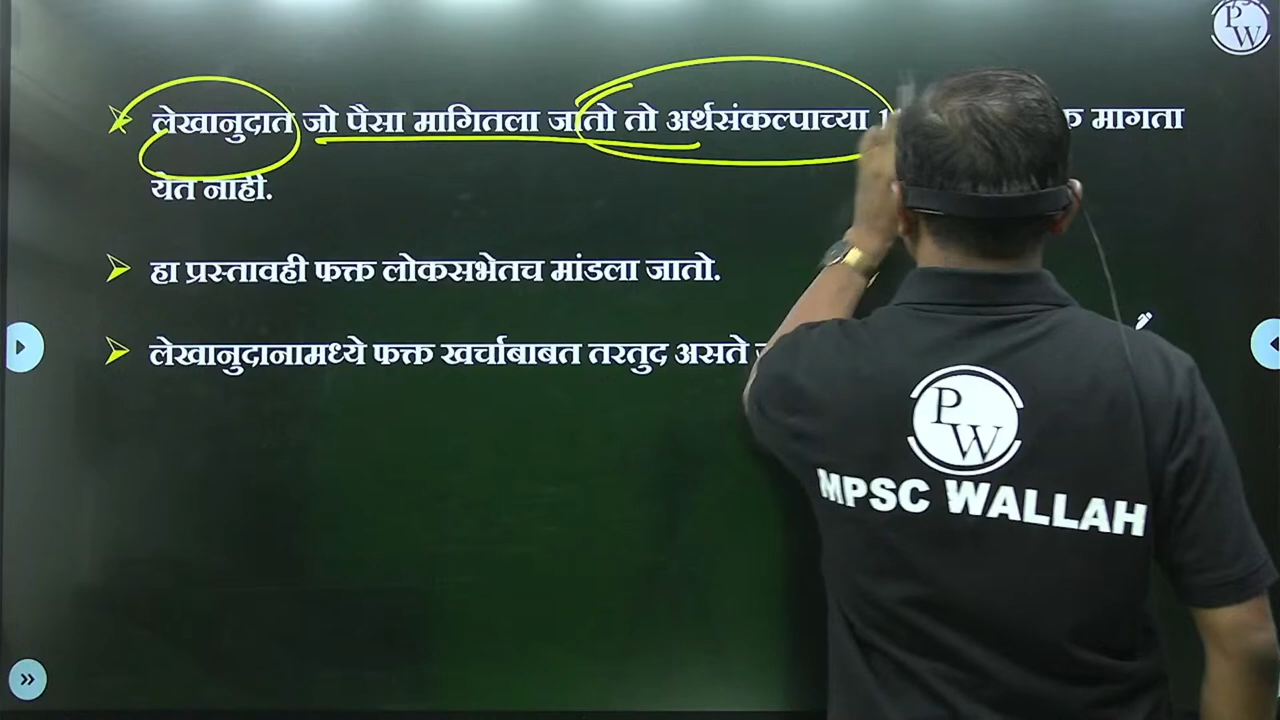 PW
लेखानुदात जो पैसा मागितला जातो तो अर्थसंकल्पाच्या मागता
येत नाही.
हा प्रस्तावही फक्त लोकसभेतच मांडला जातो.
लेखानुदानामध्ये फक्त खर्चाबाबत तरतुद असते
PW
MPSC WALLAH